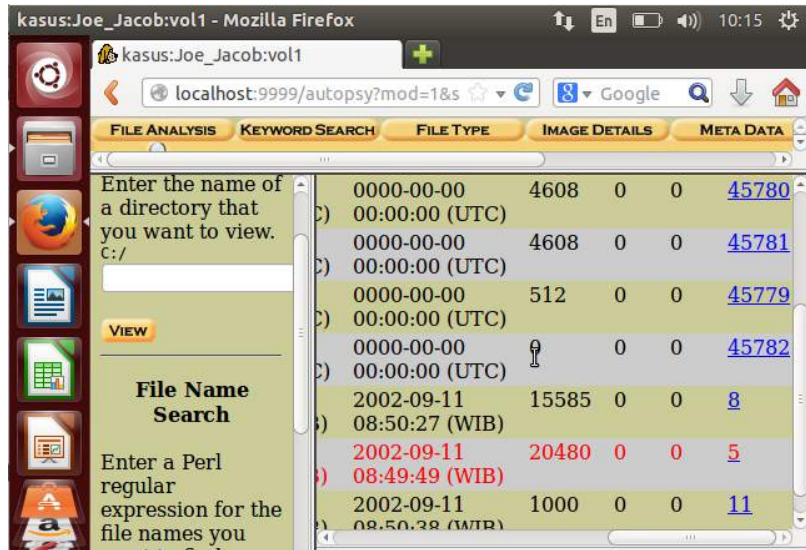 kasus:Joe_Jacob:vol1 - Mozilla Firefox
En
10:15
kasus:Joe_Jacob:vol1
localhost:9999/autopsy?mod=1&s
8
Google
FILE ANALYSIS
KEYWORD SEARCH
FILE TYPE
IMAGE DETAILS
META DATA
Enter the name of
a directory that
you want to view.
C:/
VIEW
File Name
Search
Enter a Perl
regular
expression for the
file names you
0000-00-00 4608 0 0 45780
C) 00:00:00 (UTC)
0000-00-00 4608 0 0 45781
C) 00:00:00 (UTC)
0000-00-00 512 0 0 45779
C) 00:00:00 (UTC)
0000-00-00 0 0 0 45782
C) 00:00:00 (UTC)
2002-09-11 15585 0 0 8
) 08:50:27 (WIB)
2002-09-11 20480 0 0 5
) 08:49:49 (WIB)
2002-09-11 1000 0 0 11
08:50:38 (WIB)